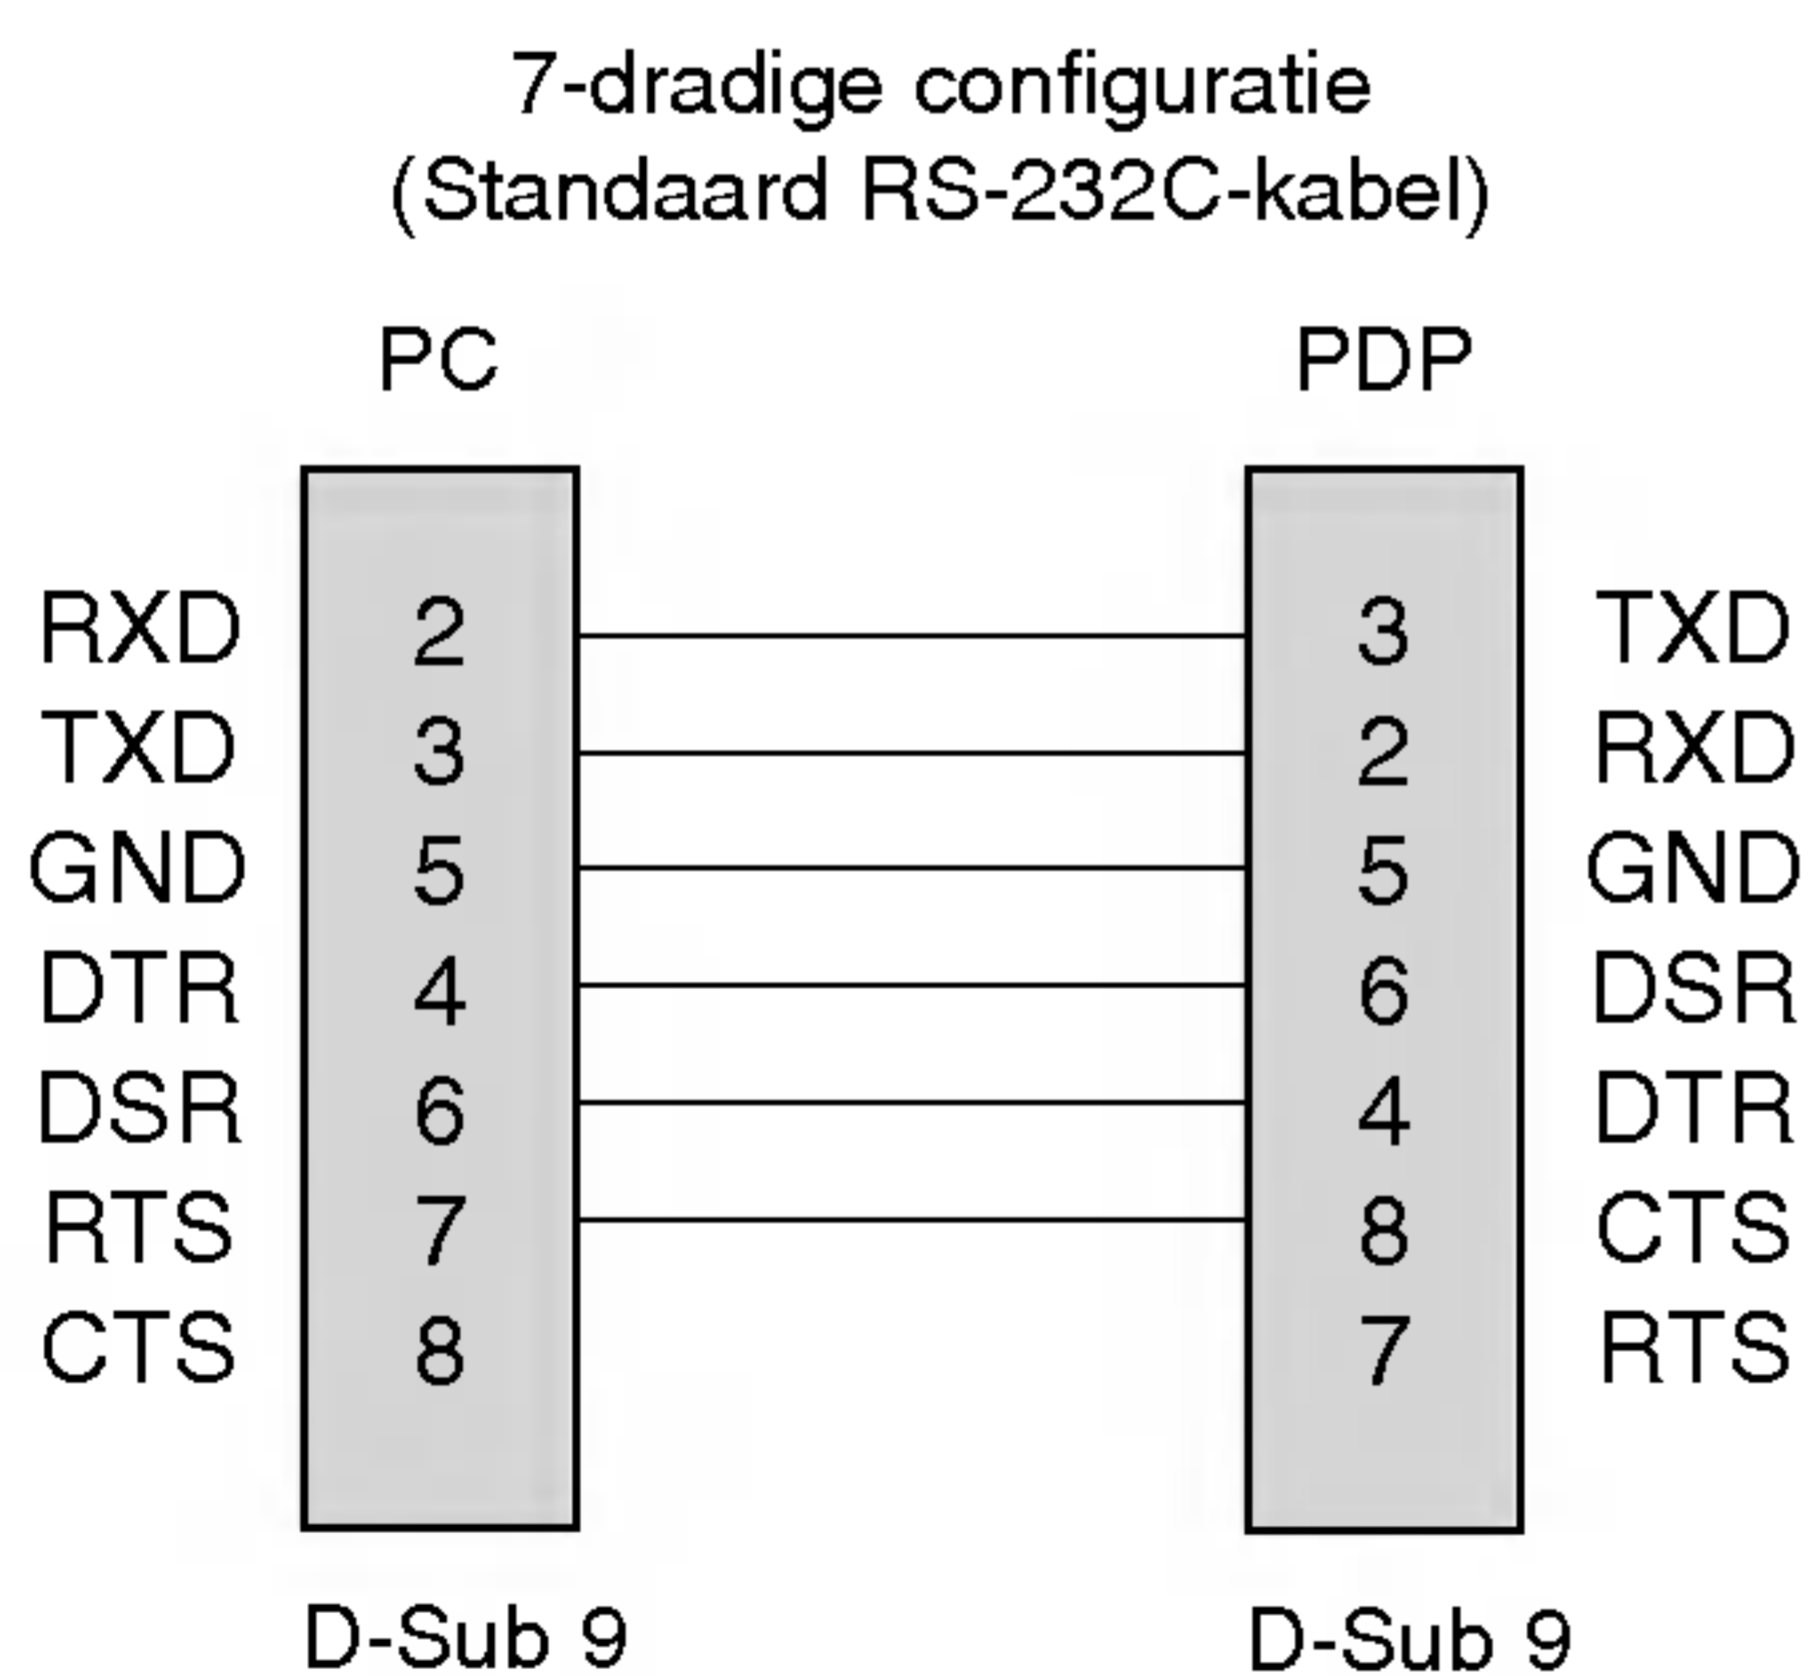 7-dradige configuratie
(Standaard RS-232C-kabel)
PC PDP
RXD 2 3 TXD
TXD 3 2 RXD
GND 5 5 GND
DTR 4 6 DSR
DSR 6 4 DTR
RTS 7 8 CTS
CTS 8 7 RTS
D-Sub 9 D-Sub 9